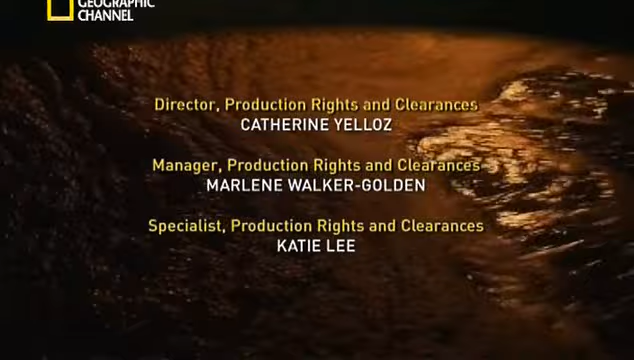 GEOGRAPHIC
CHANNEL
Director, Production Rights and Clearances
CATHERINE YELLOZ
Manager, Production Rights and Clearances
MARLENE WALKER-GOLDEN
Specialist, Production Rights and Clearances
KATIE LEE